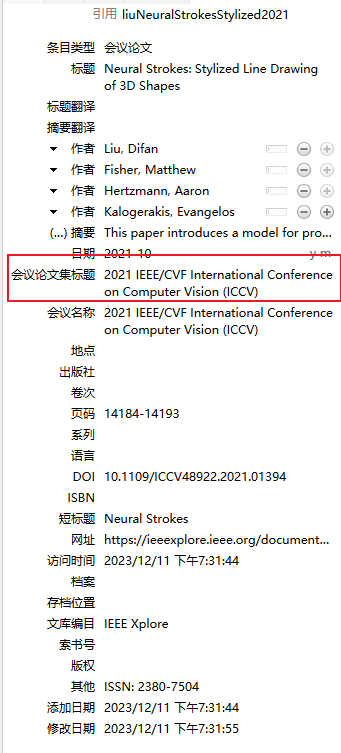 引用 liuNeuralStrokesStylized2021
条目类型 会议论文
标题 Neural Strokes: Stylized Line Drawing
of 3D Shapes
标题翻译
摘要翻译
作者 Liu, Difan
作者 Fisher, Matthew
作者 Hertzmann, Aaron
作者 Kalogerakis, Evangelos
(...) 摘要 This paper introduces a model for pro...
日期 2021-10 y m
会议论文集标题 2021 IEEE/CVF International Conference
on Computer Vision (ICCV)
会议名称 2021 IEEE/CVF International Conference
on Computer Vision (ICCV)
地点
出版社
卷次
页码 14184-14193
系列
语言
DOI 10.1109/ICCV48922.2021.01394
ISBN
短标题 Neural Strokes
网址 https://ieeexplore.ieee.org/document...
访问时间 2023/12/11 下午7:31:44
档案
存档位置
文库编目 IEEE Xplore
索书号
版权
其他 ISSN: 2380-7504
添加日期 2023/12/11 下午7:31:44
修改日期 2023/12/11 下午7:31:55